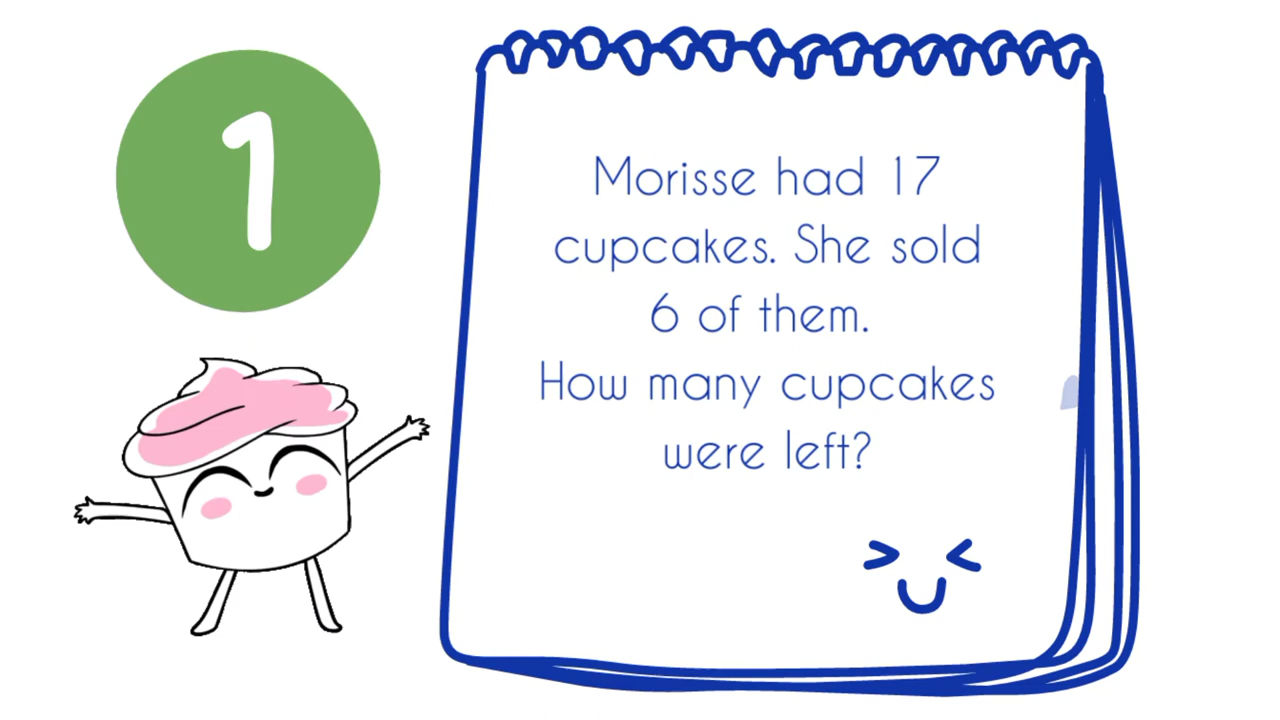 1
Morisse had 17
cupcakes. She sold
6 of them.
How many cupcakes
were left?